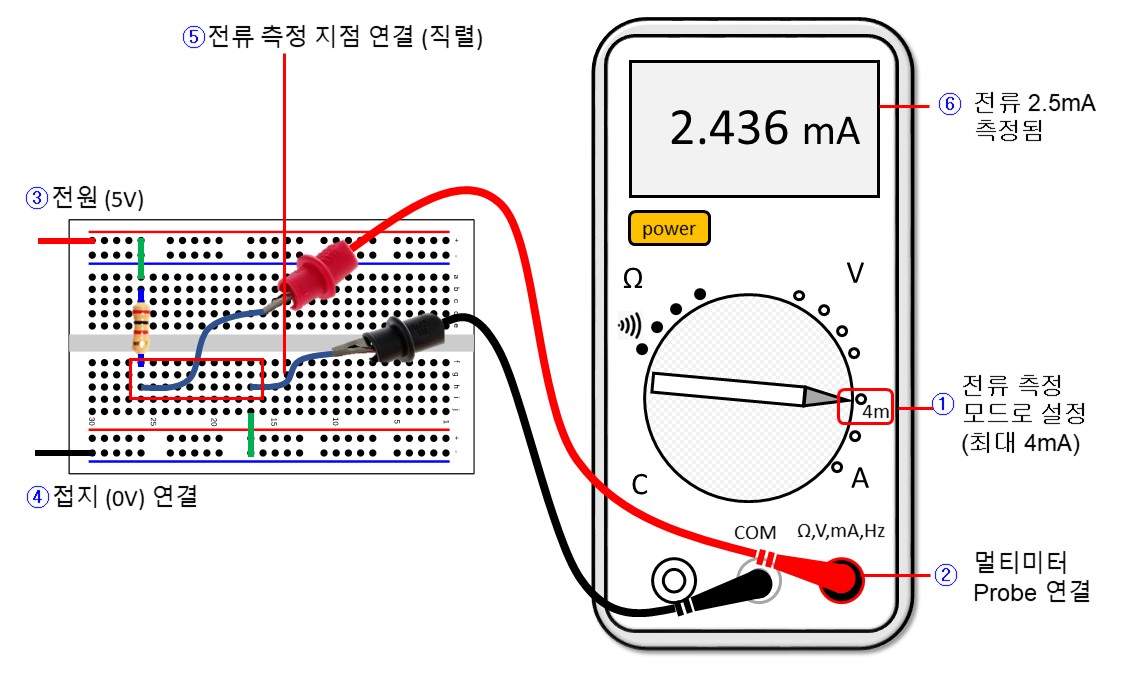 ⑤전류 측정 지점 연결 (직렬)
2.436 mA
⑥ 전류 2.5mA
측정됨
③전원 (5V)
power
Ω
V
+
-
a
b
c
d
e
f
g
h
i
j
30
25
20
15
10
5
1
+
-
4m
① 전류 측정
모드로 설정
(최대 4mA)
C
A
④접지 (0V) 연결
COM
Ω,V,mA,Hz
② 멀티미터
Probe 연결